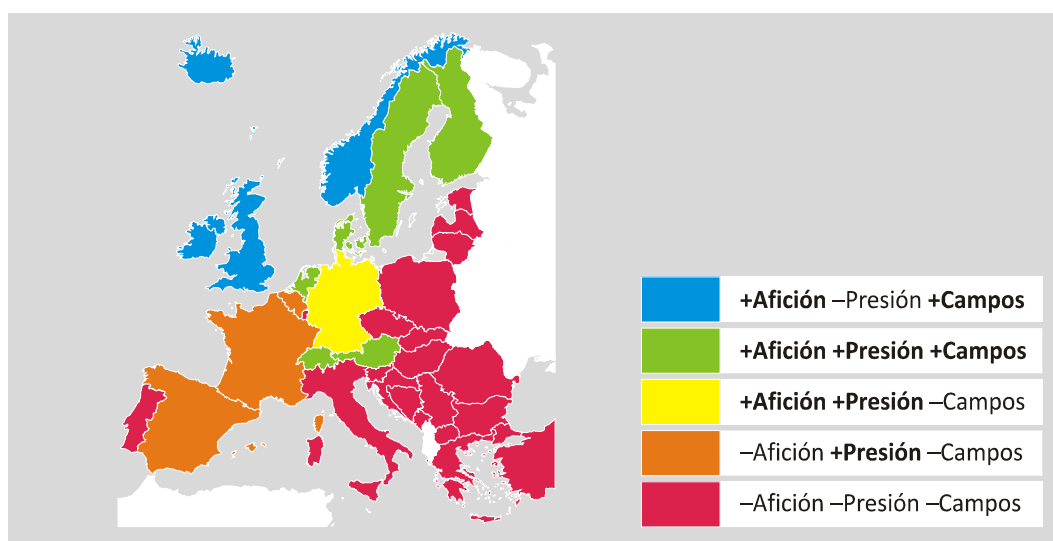 +Afición –Presión +Campos
+Afición +Presión +Campos
+Afición +Presión –Campos
–Afición +Presión –Campos
–Afición –Presión –Campos